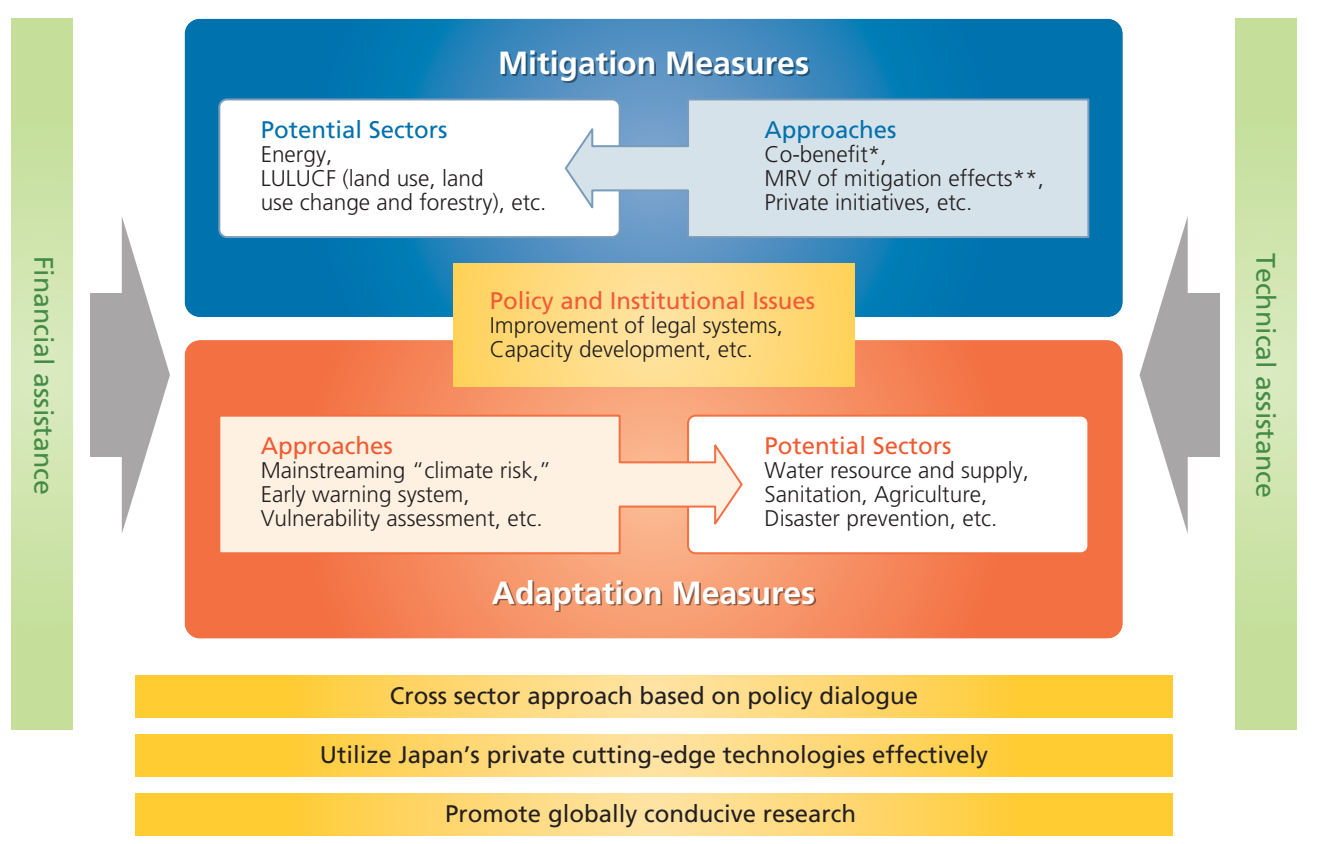 Financial assistance
Mitigation Measures
Potential Sectors
Energy,
LULUCF (land use, land
use change and forestry), etc.
Approaches
Co-benefit*,
MRV of mitigation effects**,
Private initiatives, etc.
Policy and Institutional Issues
Improvement of legal systems,
Capacity development, etc.
Approaches
Mainstreaming “climate risk,”
Early warning system,
Vulnerability assessment, etc.
Potential Sectors
Water resource and supply,
Sanitation, Agriculture,
Disaster prevention, etc.
Adaptation Measures
Technical assistance
Cross sector approach based on policy dialogue
Utilize Japan’s private cutting-edge technologies effectively
Promote globally conducive research